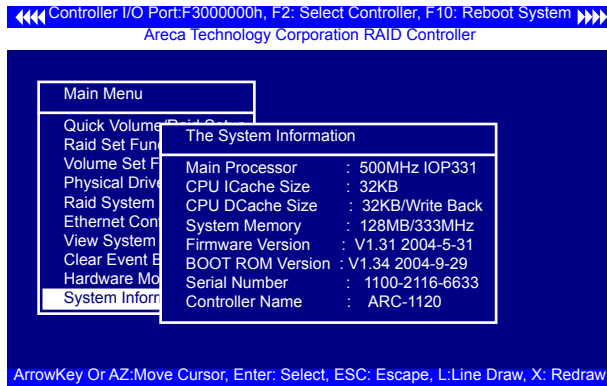 Controller I/O Port:F3000000h, F2: Select Controller, F10: Reboot System
Areca Technology Corporation RAID Controller
Main Menu
Quick Volume/Raid Setup
Raid Set Fun
Volume Set F
Physical Drive
Raid System
Ethernet Con
View System
Clear Event B
Hardware Mo
System Inform
The System Information
Main Processor : 500MHz IOP331
CPU ICache Size : 32KB
CPU DCache Size : 32KB/Write Back
System Memory : 128MB/333MHz
Firmware Version : V1.31 2004-5-31
BOOT ROM Version : V1.34 2004-9-29
Serial Number : 1100-2116-6633
Controller Name : ARC-1120
ArrowKey Or AZ:Move Cursor, Enter: Select, ESC: Escape, L:Line Draw, X: Redraw